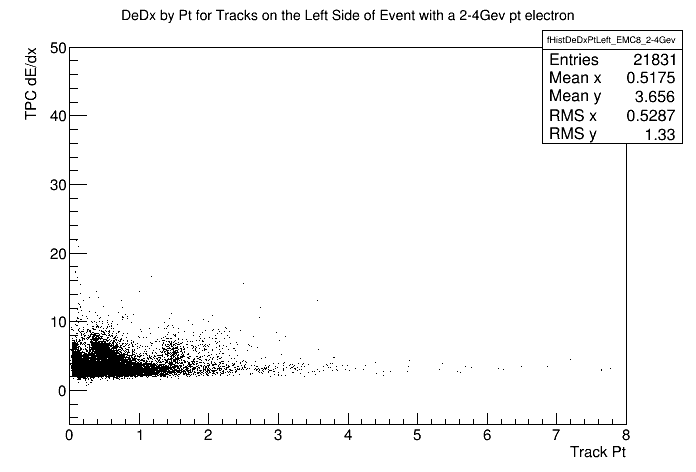 DeDx by Pt for Tracks on the Left Side of Event with a 2-4Gev pt electron
fHistDeDxPtLeft_EMC8_2-4Gev
Entries 21831
Mean x 0.5175
Mean y 3.656
RMS x 0.5287
RMS y 1.33
TPC dE/dx
50
40
30
20
10
0
0 1 2 3 4 5 6 7 8
Track Pt